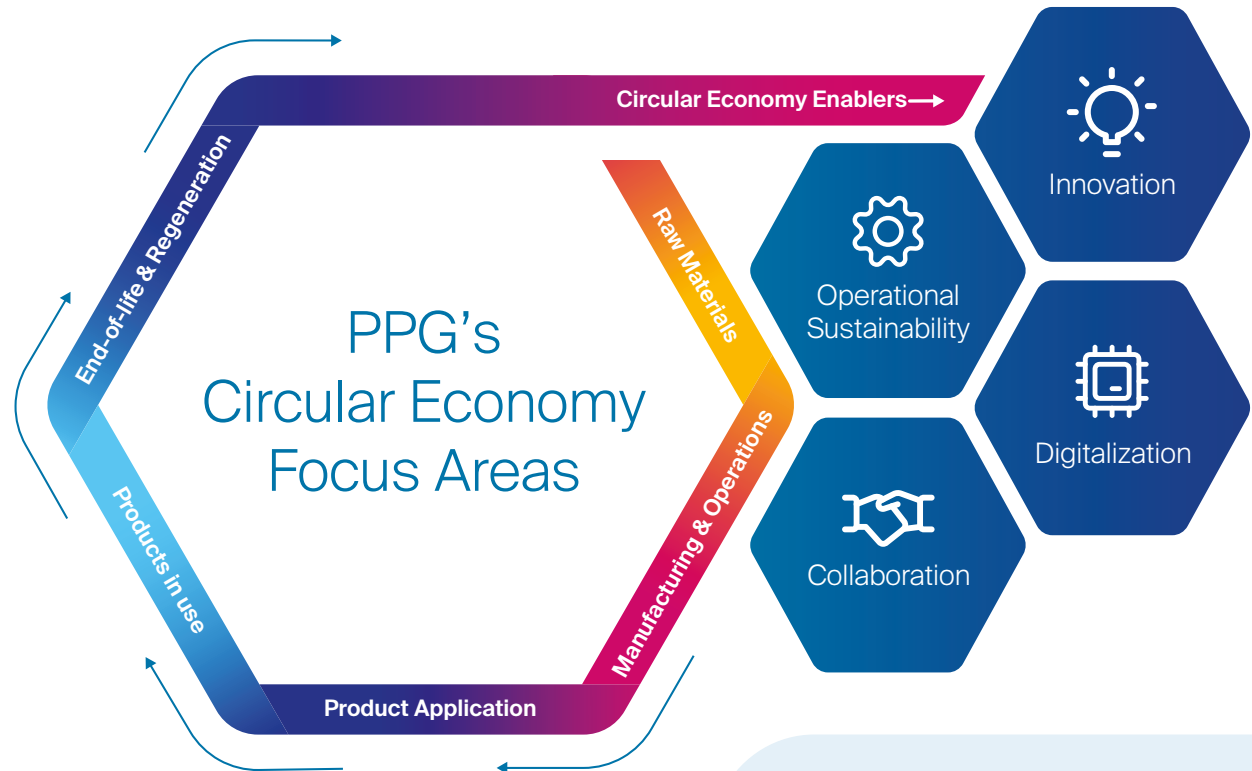 Circular Economy Enablers→
Innovation
End-of-life & Regeneration
Raw Materials
Operational
Sustainability
PPG's
Circular Economy
Focus Areas
Digitalization
Products in use
Manufacturing & Operations
Collaboration
Product Application